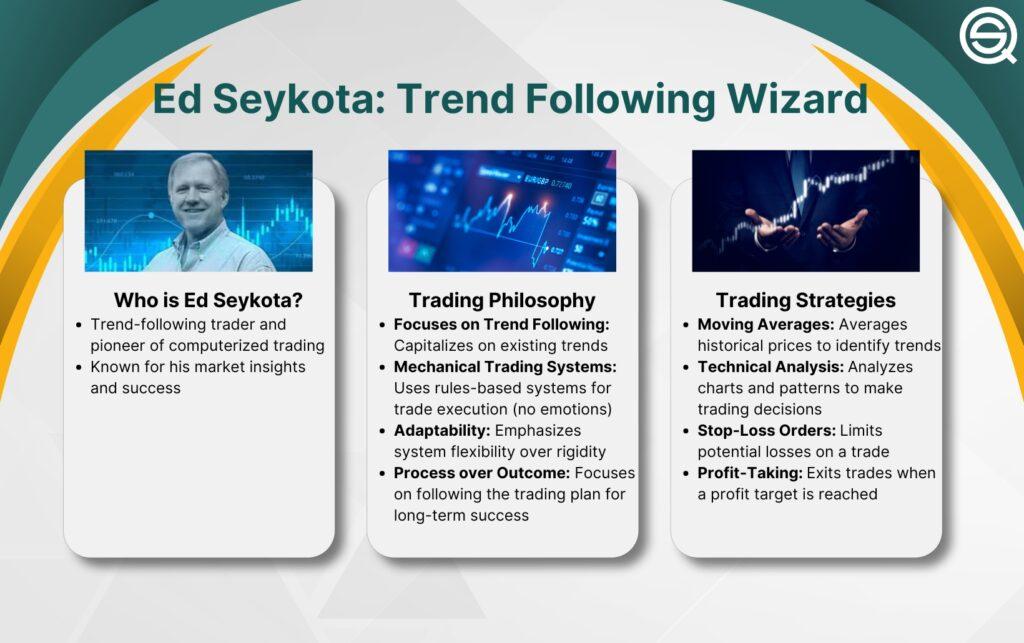 Ed Seykota: Trend Following Wizard
EUR/GBP 0.72740
50%
Who is Ed Seykota?
• Trend-following trader and
pioneer of computerized trading
• Known for his market insights
and success
Trading Philosophy
• Focuses on Trend Following:
Capitalizes on existing trends
• Mechanical Trading Systems:
Uses rules-based systems for
trade execution (no emotions)
• Adaptability: Emphasizes
system flexibility over rigidity
• Process over Outcome: Focuses
on following the trading plan for
long-term success
Trading Strategies
• Moving Averages: Averages
historical prices to identify trends
• Technical Analysis: Analyzes
charts and patterns to make
trading decisions
• Stop-Loss Orders: Limits
potential losses on a trade
• Profit-Taking: Exits trades when
a profit target is reached